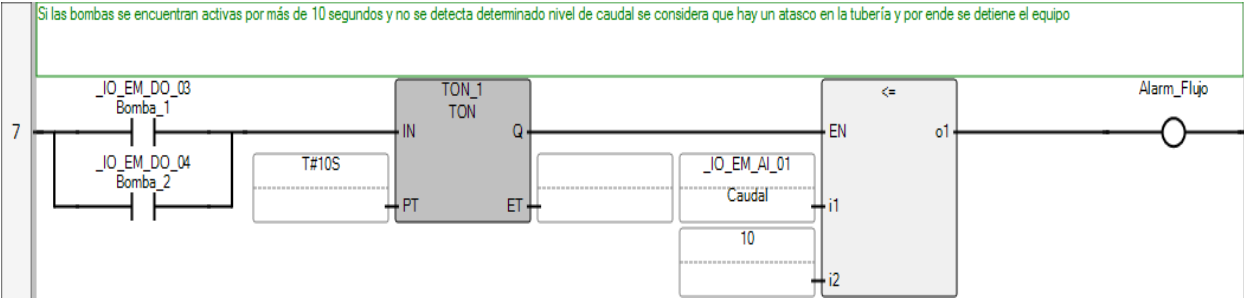 Si las bombas se encuentran activas por más de 10 segundos y no se detecta determinado nivel de caudal se considera que hay un atasco en la tubería y por ende se detiene el equipo
_IO_EM_DO_03
Bomba_1
TON_1
TON
<=
Alarm_Flujo
7
IN
Q
EN
o1
_IO_EM_DO_04
Bomba_2
T#10S
_IO_EM_AI_01
Caudal
PT
ET
i1
10
i2